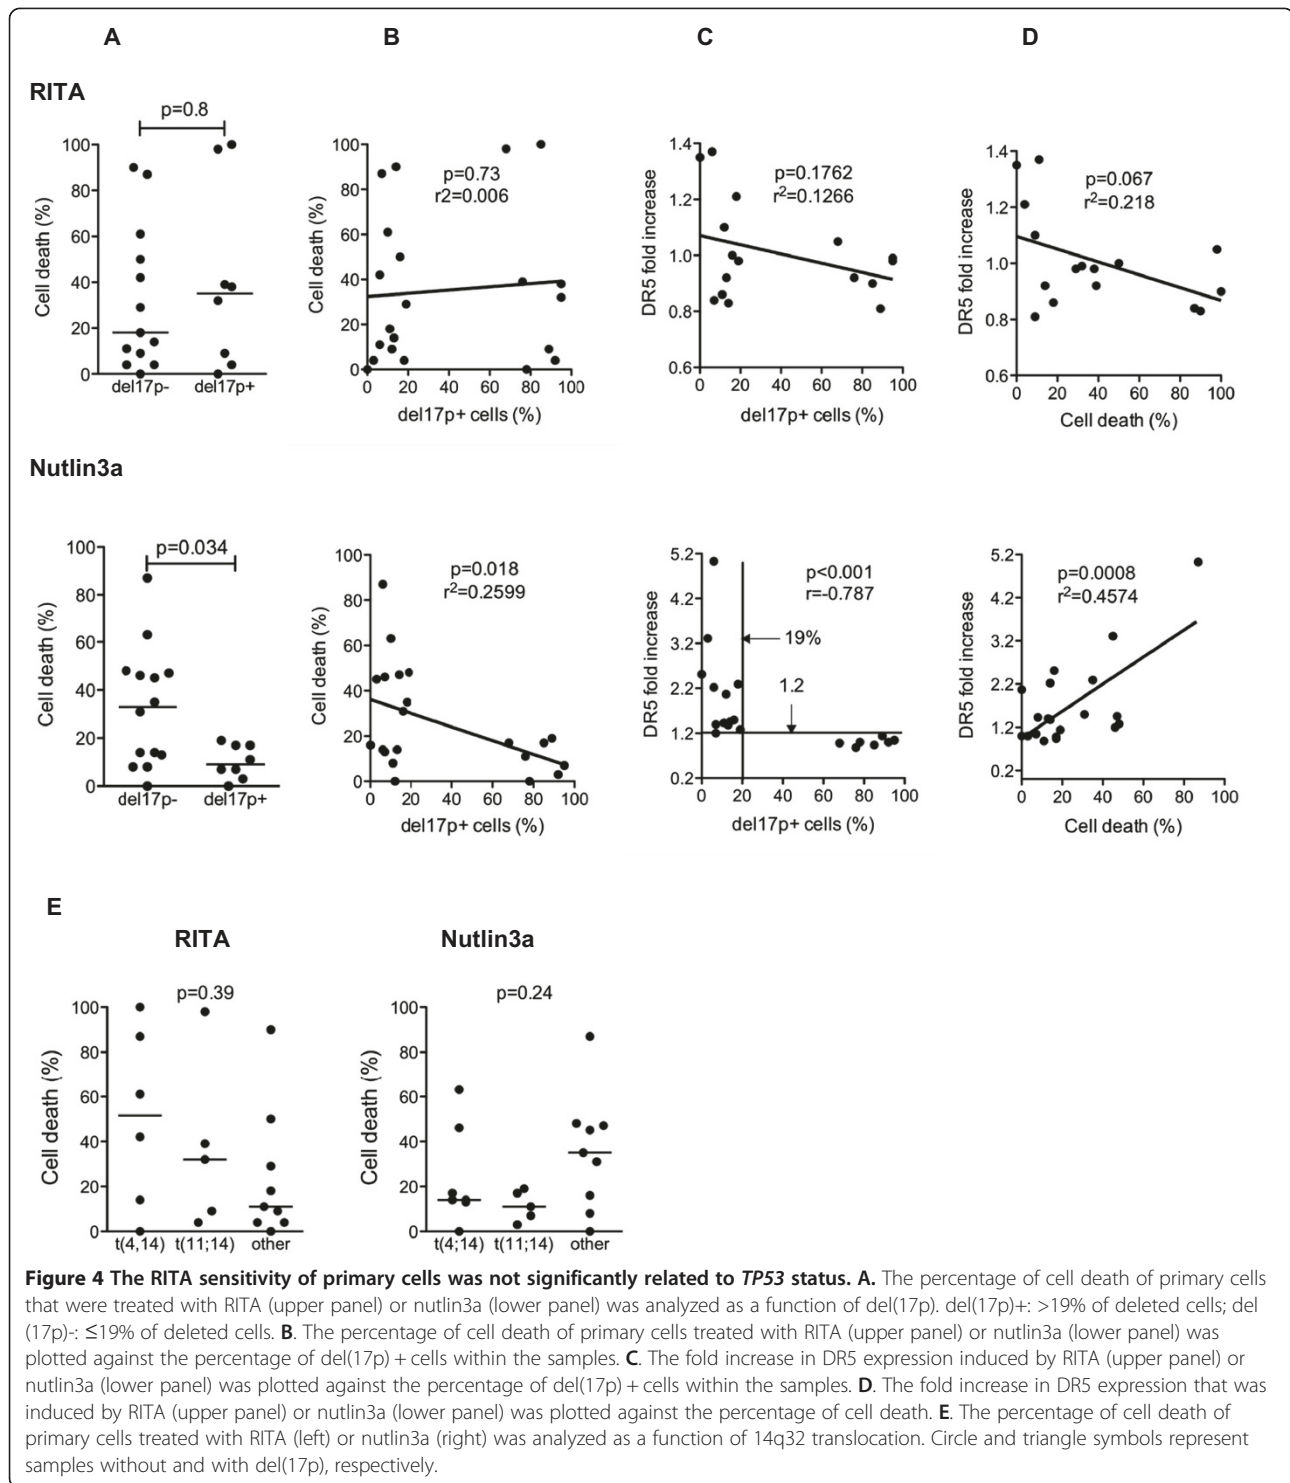 A B C D
RITA
p=0.8
Cell death (%)
100
80
60
40
20
0
del17p- del17p+
p=0.73
r2=0.006
Cell death (%)
100
80
60
40
20
0
0 20 40 60 80 100
del17p+ cells (%)
p=0.1762
r²=0.1266
DR5 fold increase
1.4
1.2
1.0
0.8
0.6
0 20 40 60 80 100
del17p+ cells (%)
p=0.067
r²=0.218
DR5 fold increase
1.4
1.2
1.0
0.8
0.6
0 20 40 60 80 100
Cell death (%)
Nutlin3a
p=0.034
Cell death (%)
100
80
60
40
20
0
del17p- del17p+
p=0.018
r²=0.2599
Cell death (%)
100
80
60
40
20
0
0 20 40 60 80 100
del17p+ cells (%)
p<0.001
r=-0.787
19%
1.2
DR5 fold increase
5.2
4.2
3.2
2.2
1.2
0.2
0 20 40 60 80 100
del17p+ cells (%)
p=0.0008
r²=0.4574
DR5 fold increase
5.2
4.2
3.2
2.2
1.2
0.2
0 20 40 60 80 100
Cell death (%)
E
RITA
p=0.39
Cell death (%)
100
80
60
40
20
0
t(4,14) t(11;14) other
Nutlin3a
p=0.24
Cell death (%)
100
80
60
40
20
0
t(4;14) t(11;14) other
Figure 4 The RITA sensitivity of primary cells was not significantly related to TP53 status. A. The percentage of cell death of primary cells
that were treated with RITA (upper panel) or nutlin3a (lower panel) was analyzed as a function of del(17p). del(17p)+: >19% of deleted cells; del
(17p)-: ≤19% of deleted cells. B. The percentage of cell death of primary cells treated with RITA (upper panel) or nutlin3a (lower panel) was
plotted against the percentage of del(17p) + cells within the samples. C. The fold increase in DR5 expression induced by RITA (upper panel) or
nutlin3a (lower panel) was plotted against the percentage of del(17p) + cells within the samples. D. The fold increase in DR5 expression that was
induced by RITA (upper panel) or nutlin3a (lower panel) was plotted against the percentage of cell death. E. The percentage of cell death of
primary cells treated with RITA (left) or nutlin3a (right) was analyzed as a function of 14q32 translocation. Circle and triangle symbols represent
samples without and with del(17p), respectively.